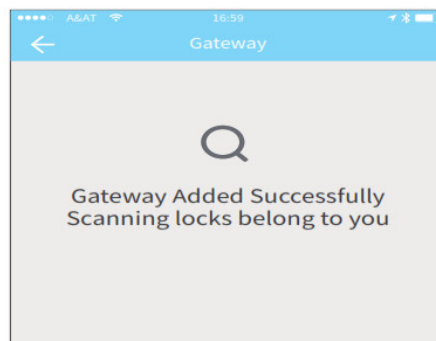 A&AT 16:59
Gateway
Gateway Added Successfully
Scanning locks belong to you